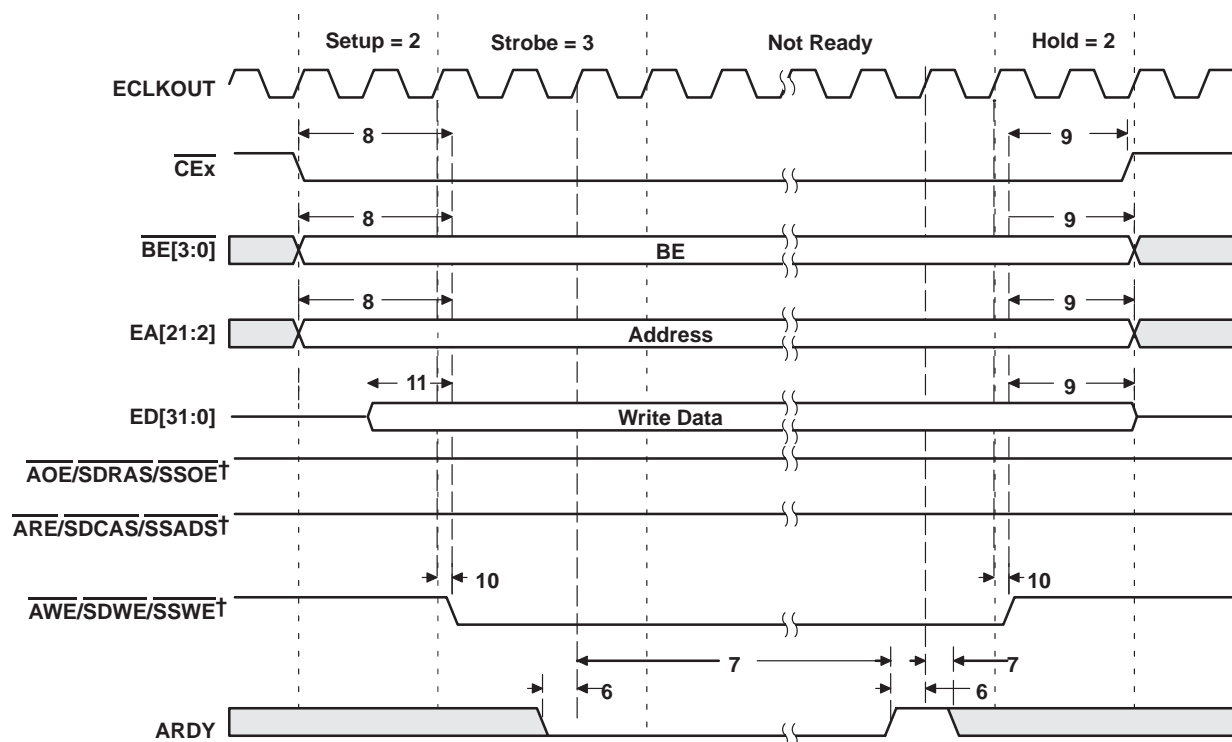 Setup = 2 Strobe = 3 Not Ready Hold = 2
ECLKOUT
8 9
CEx
8 9
BE[3:0] BE
8 9
EA[21:2] Address
11 9
ED[31:0] Write Data
AOE/SDRAS/SSOE†
ARE/SDCAS/SSADS†
10 10
AWE/SDWE/SSWE†
7 7
6 6
ARDY